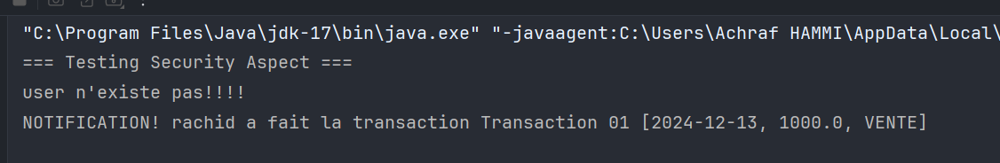 "C:\Program Files\Java\jdk-17\bin\java.exe" "-javaagent:C:\Users\Achraf HAMMI\AppData\Local\
=== Testing Security Aspect ===
user n'existe pas!!!!
NOTIFICATION! rachid a fait la transaction Transaction 01 [2024-12-13, 1000.0, VENTE]